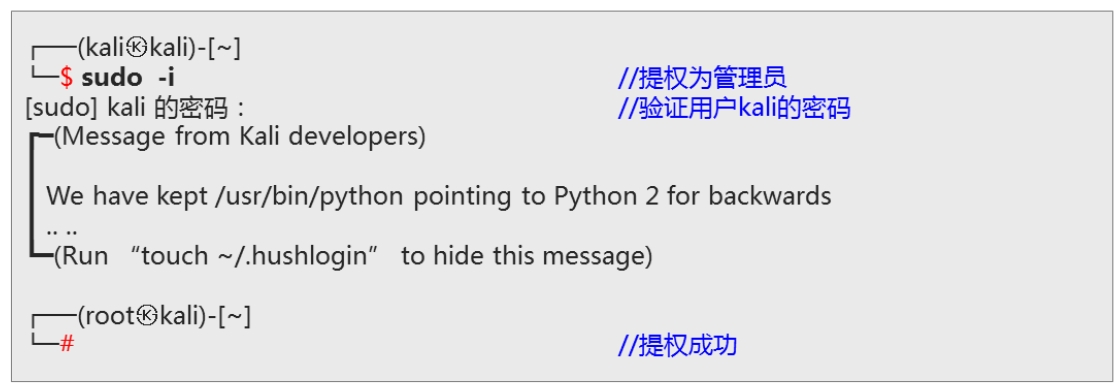 ┌──(kali㉿kali)-[~]
└─$ sudo -i //提权为管理员
[sudo] kali 的密码： //验证用户kali的密码
┏━(Message from Kali developers)
┃ We have kept /usr/bin/python pointing to Python 2 for backwards
┃ .. ..
┗━(Run “touch ~/.hushlogin” to hide this message)
┌──(root㉿kali)-[~]
└─# //提权成功